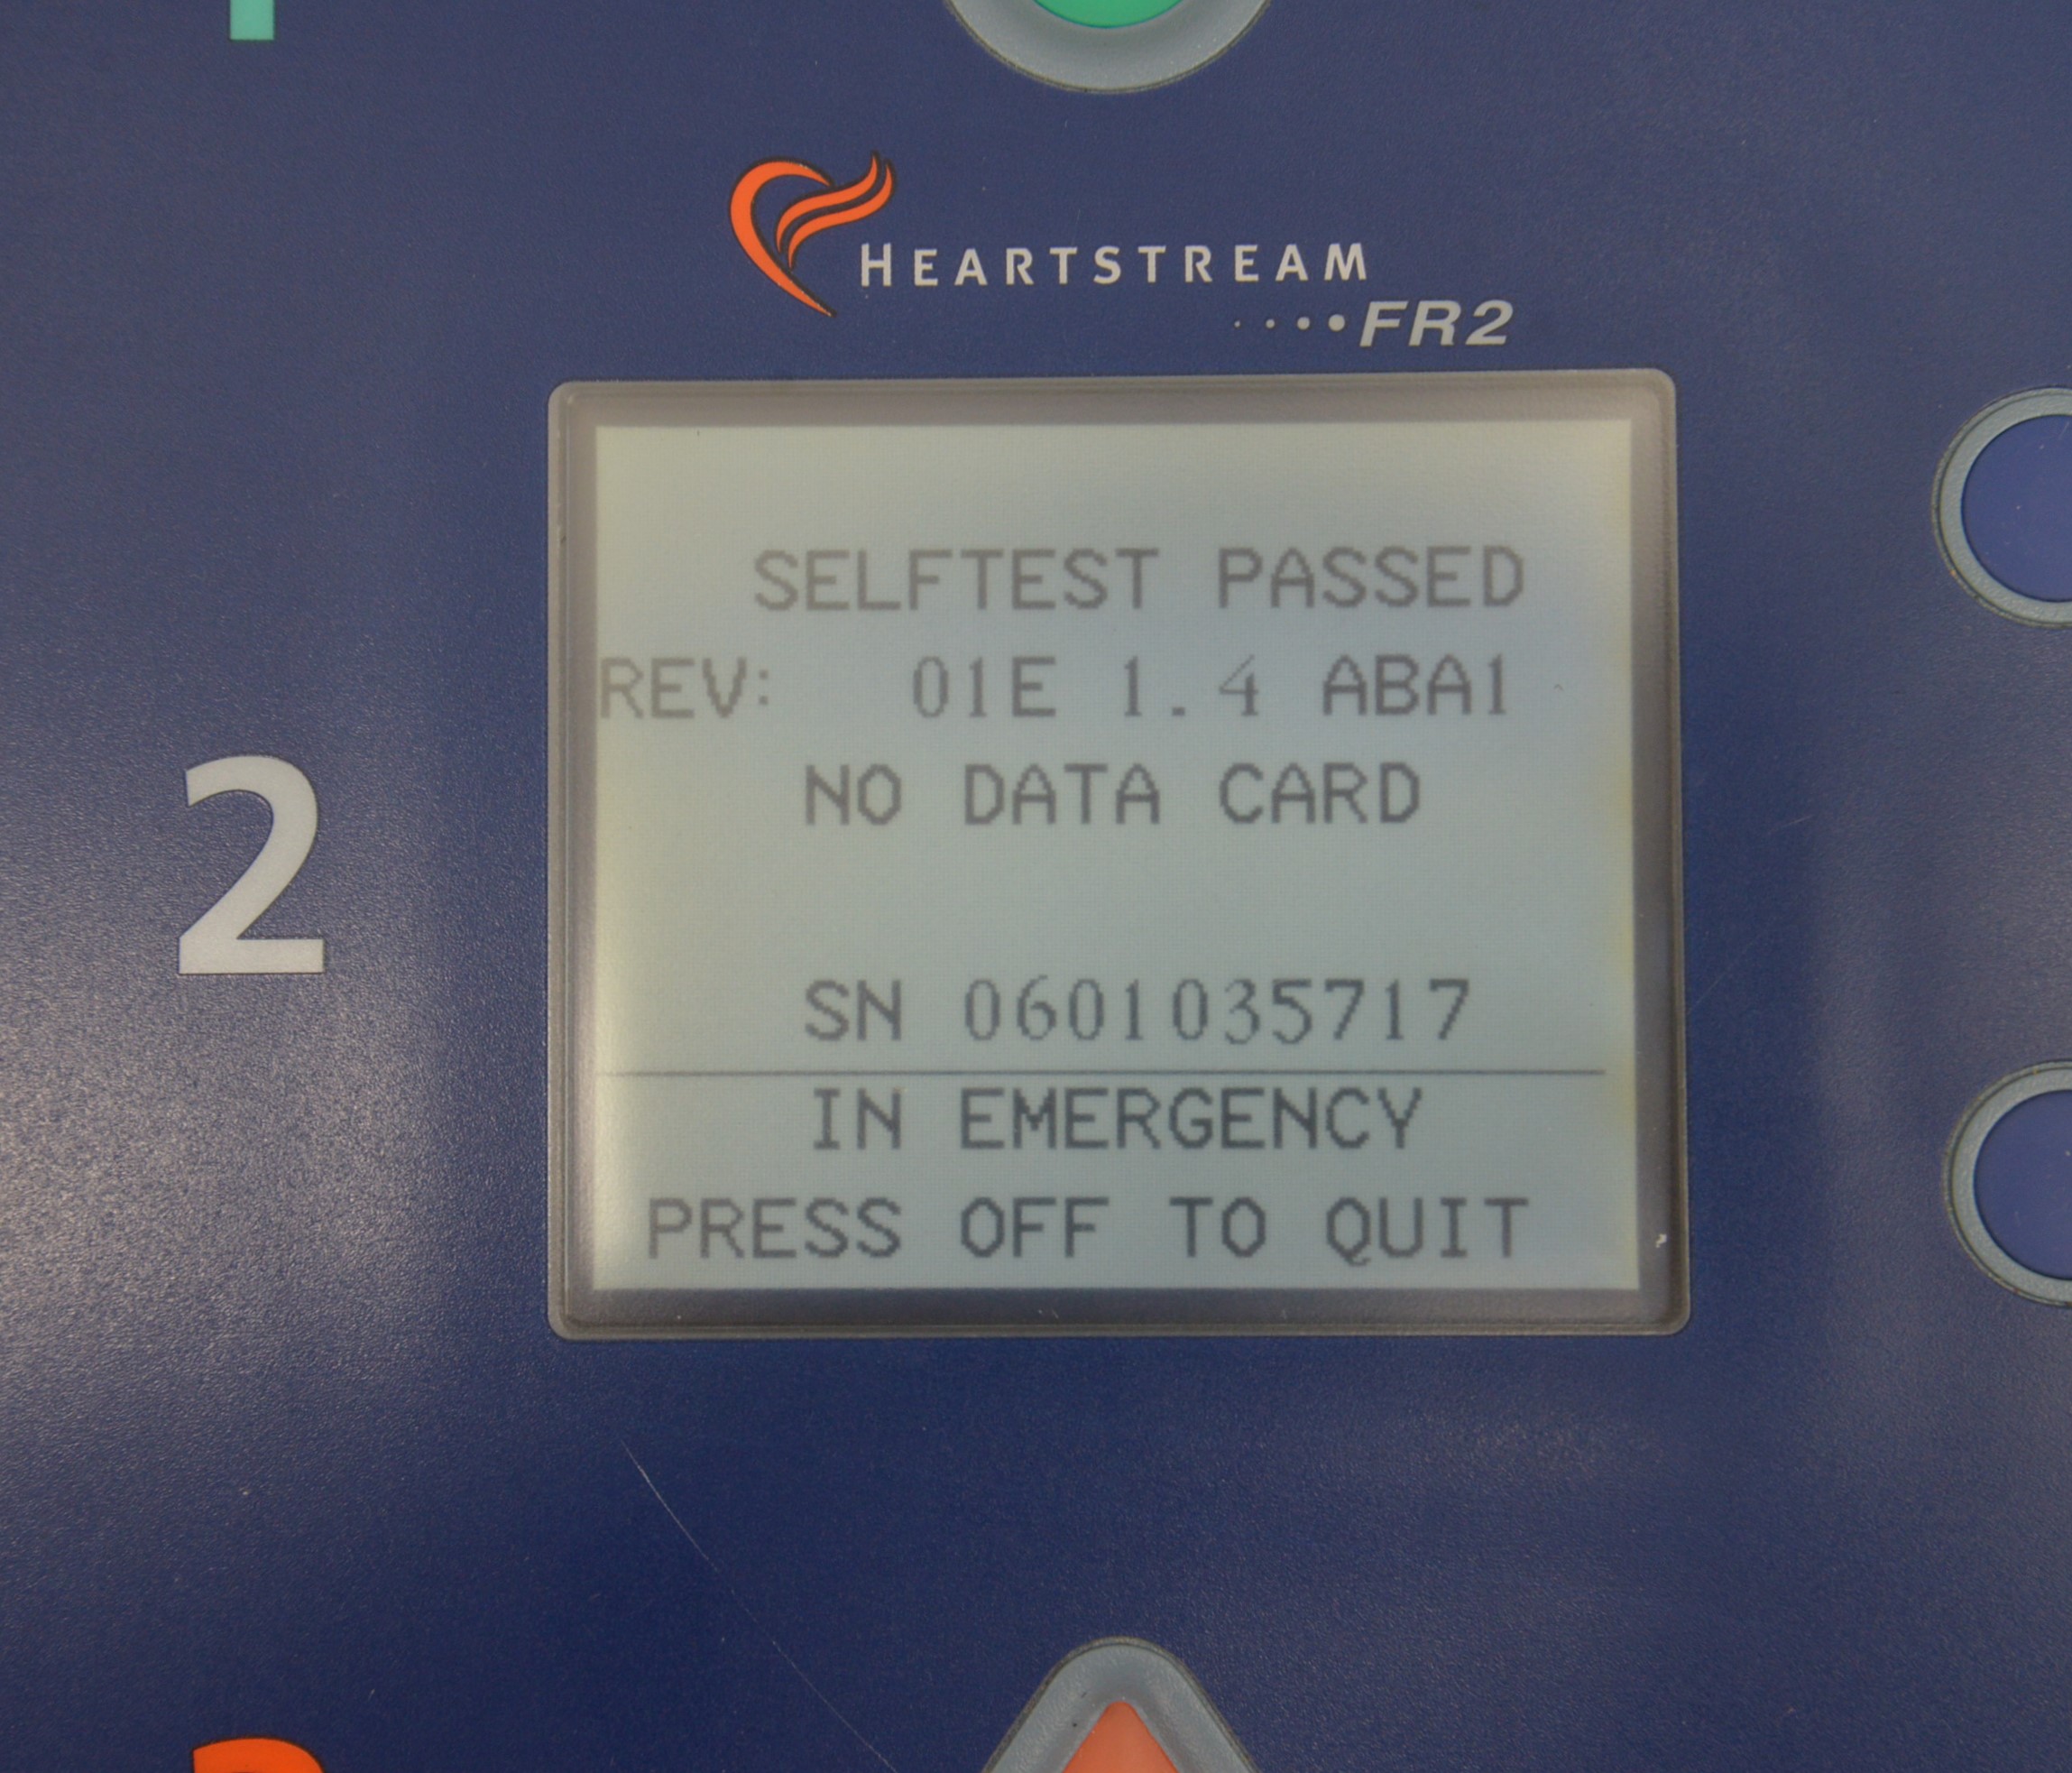 HEARTSTREAM
....FR2
SELFTEST PASSED
REV: 01E 1.4 ABA1
NO DATA CARD
2
SN 0601035717
IN EMERGENCY
PRESS OFF TO QUIT